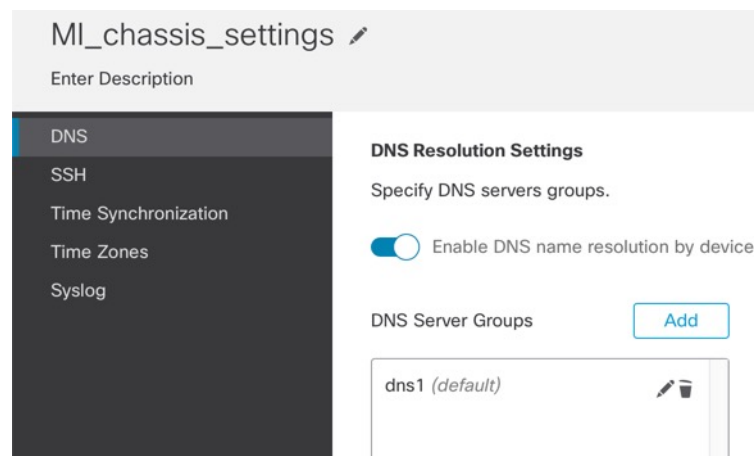 MI_chassis_settings
Enter Description
DNS
SSH
Time Synchronization
Time Zones
Syslog
DNS Resolution Settings
Specify DNS servers groups.
Enable DNS name resolution by device
DNS Server Groups
Add
dns1 (default)